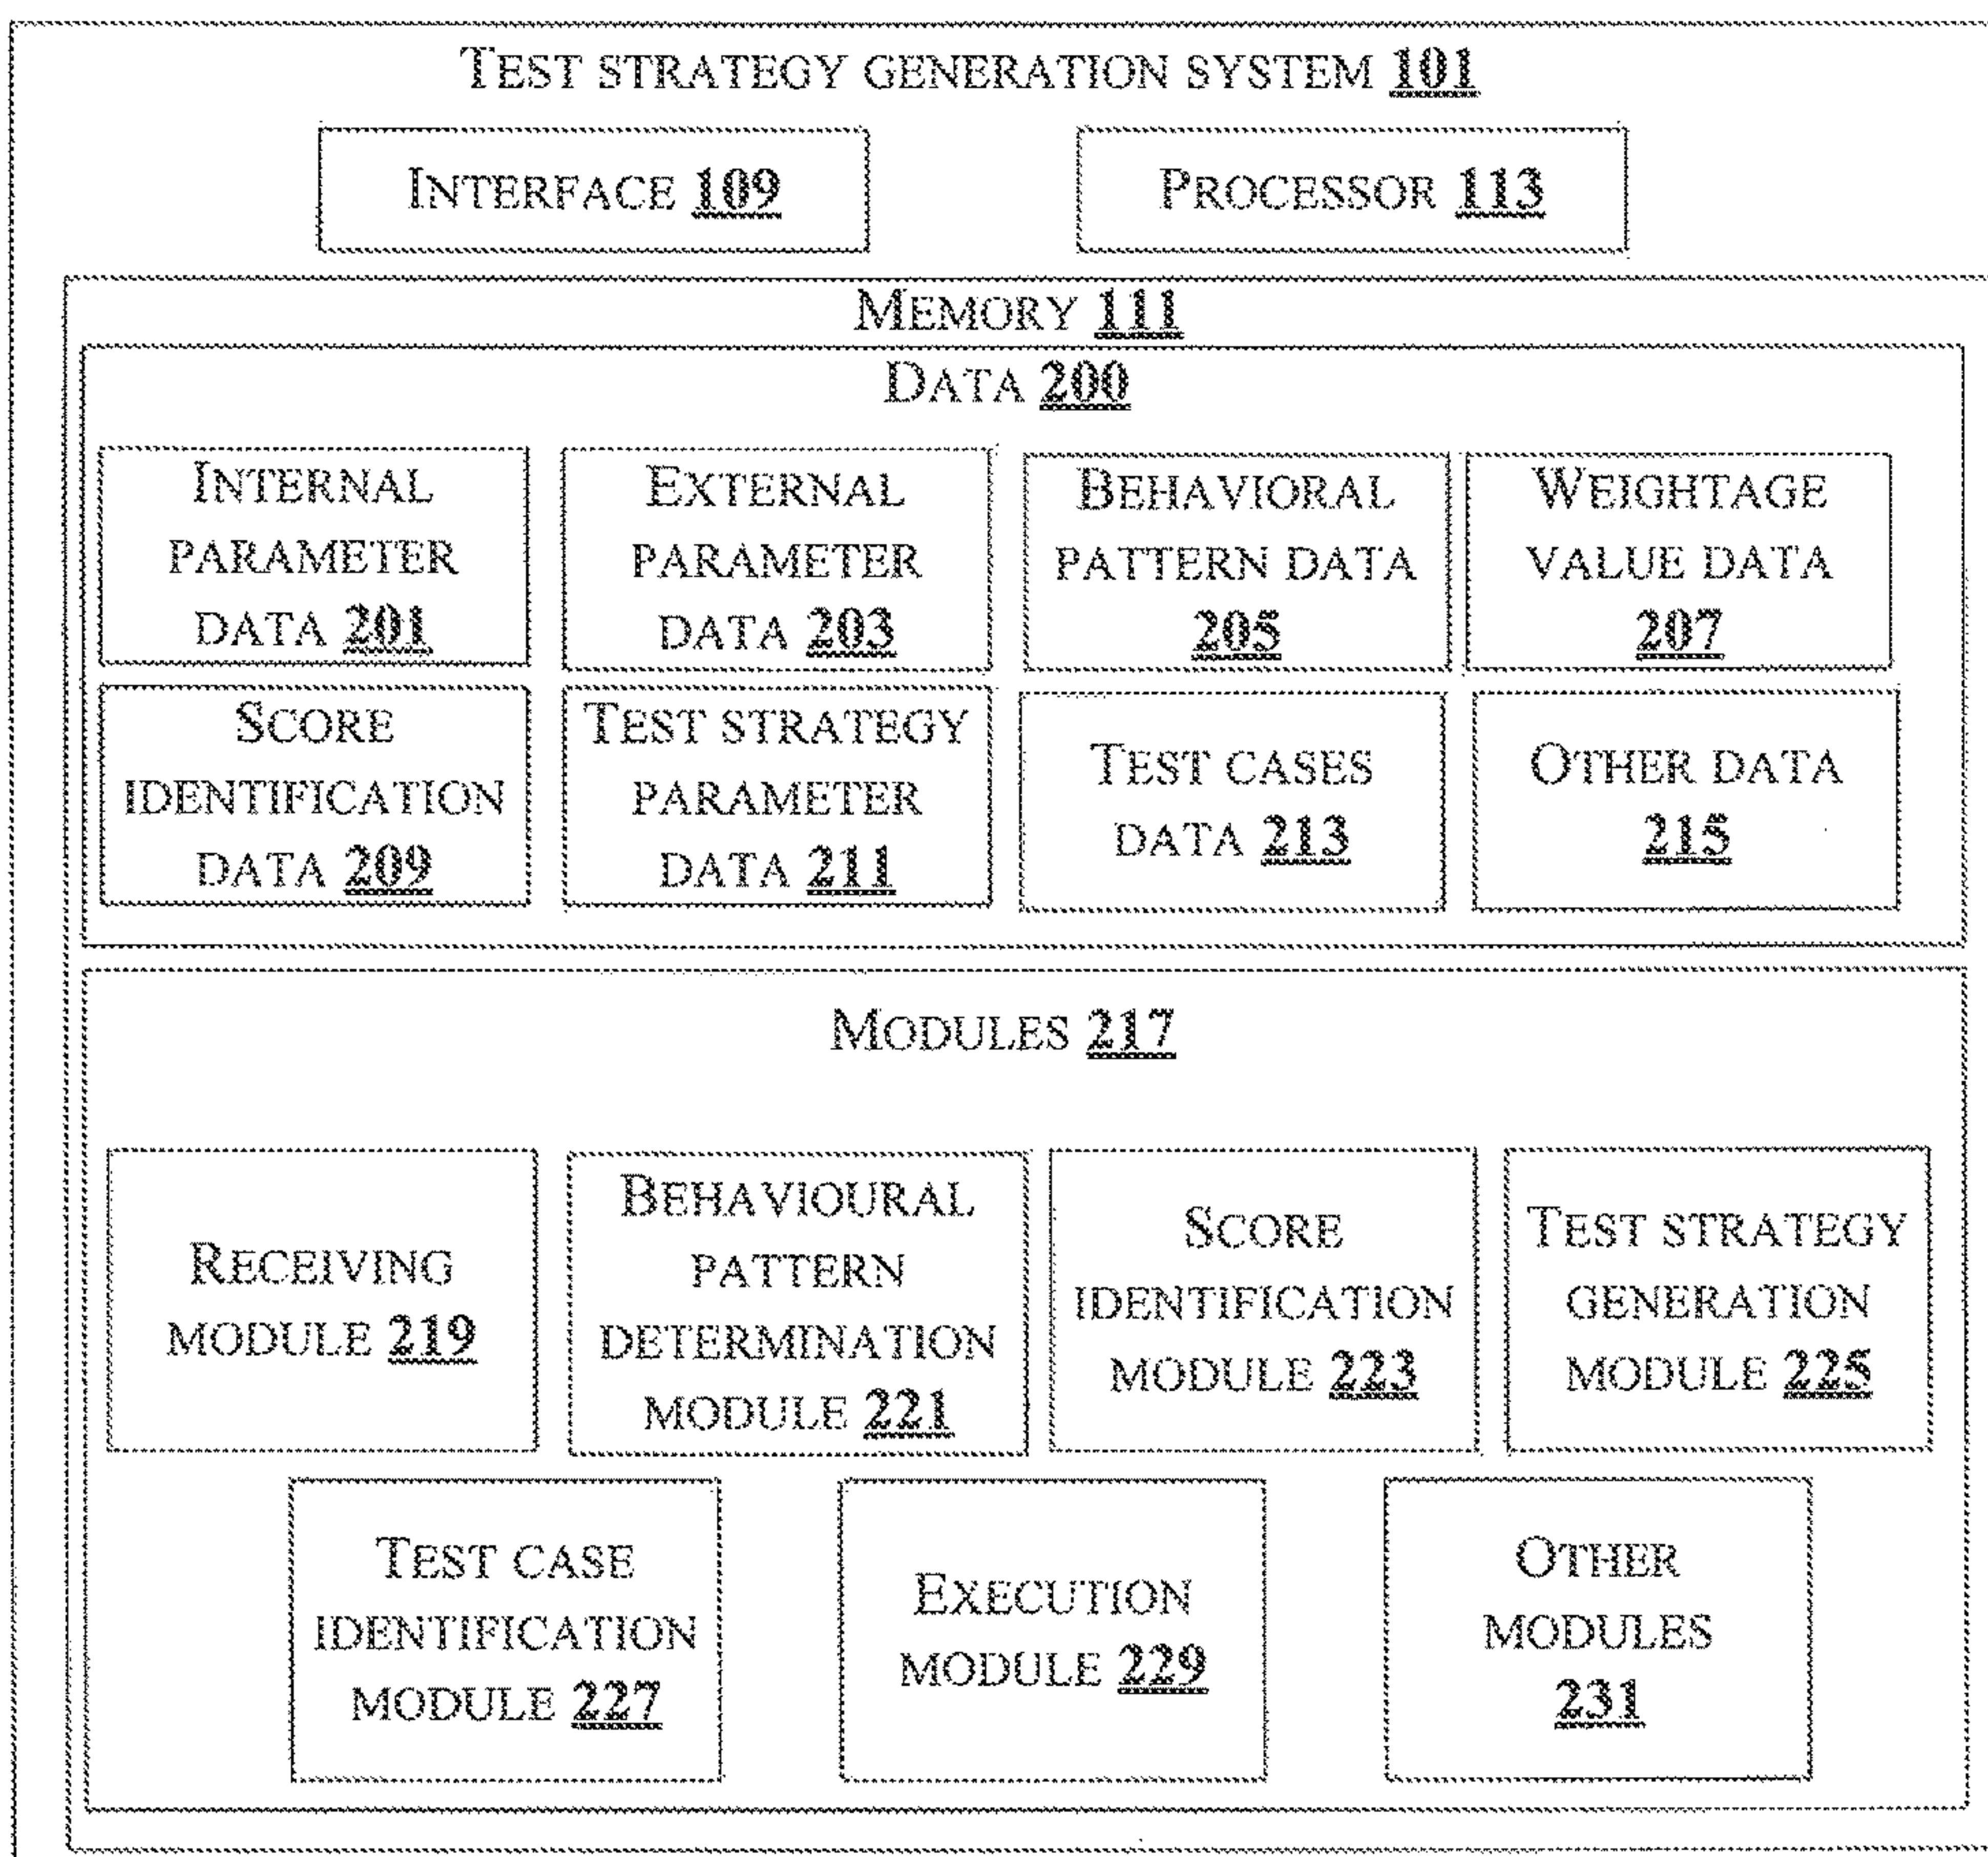 TEST STRATEGY GENERATION SYSTEM 101
INTERFACE 109
PROCESSOR 113
MEMORY 111
DATA 200
INTERNAL
PARAMETER
DATA 201
EXTERNAL
PARAMETER
DATA 203
BEHAVIORAL
PATTERN DATA
205
WEIGHTAGE
VALUE DATA
207
SCORE
IDENTIFICATION
DATA 209
TEST STRATEGY
PARAMETER
DATA 211
TEST CASES
DATA 213
OTHER DATA
215
MODULES 217
RECEIVING
MODULE 219
BEHAVIOURAL
PATTERN
DETERMINATION
MODULE 221
SCORE
IDENTIFICATION
MODULE 223
TEST STRATEGY
GENERATION
MODULE 225
TEST CASE
IDENTIFICATION
MODULE 227
EXECUTION
MODULE 229
OTHER
MODULES
231